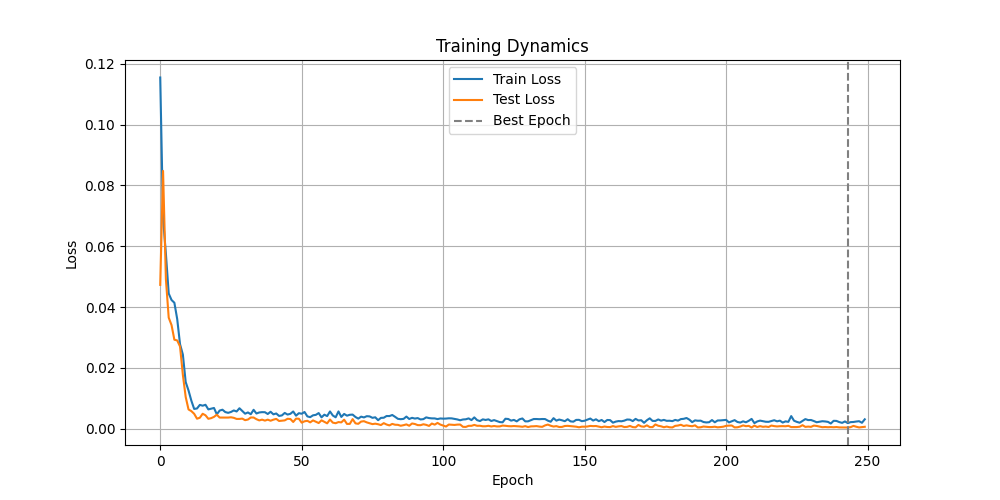 Training Dynamics
0.12
0.10
0.08
0.06
0.04
0.02
0.00
Loss
Train Loss
Test Loss
Best Epoch
0
50
100
150
200
250
Epoch